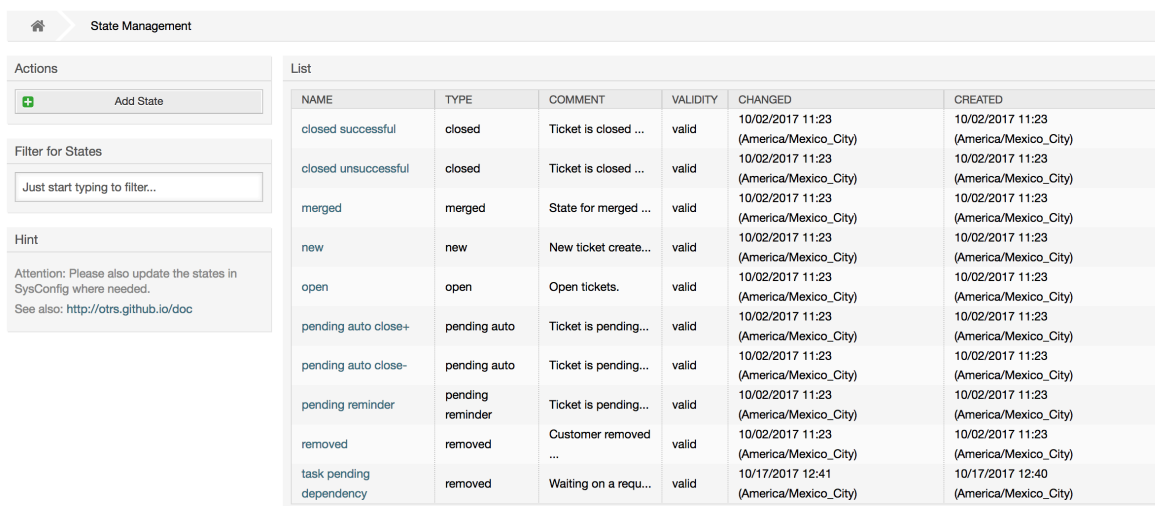 State Management
Actions
Add State
Filter for States
Just start typing to filter...
Hint
Attention: Please also update the states in
SysConfig where needed.
See also: http://otrs.github.io/doc
List
NAME TYPE COMMENT VALIDITY CHANGED CREATED
closed successful closed Ticket is closed ... valid 10/02/2017 11:23 (America/Mexico_City) 10/02/2017 11:23 (America/Mexico_City)
closed unsuccessful closed Ticket is closed ... valid 10/02/2017 11:23 (America/Mexico_City) 10/02/2017 11:23 (America/Mexico_City)
merged merged State for merged ... valid 10/02/2017 11:23 (America/Mexico_City) 10/02/2017 11:23 (America/Mexico_City)
new new New ticket create... valid 10/02/2017 11:23 (America/Mexico_City) 10/02/2017 11:23 (America/Mexico_City)
open open Open tickets. valid 10/02/2017 11:23 (America/Mexico_City) 10/02/2017 11:23 (America/Mexico_City)
pending auto close+ pending auto Ticket is pending... valid 10/02/2017 11:23 (America/Mexico_City) 10/02/2017 11:23 (America/Mexico_City)
pending auto close- pending auto Ticket is pending... valid 10/02/2017 11:23 (America/Mexico_City) 10/02/2017 11:23 (America/Mexico_City)
pending reminder pending reminder Ticket is pending... valid 10/02/2017 11:23 (America/Mexico_City) 10/02/2017 11:23 (America/Mexico_City)
removed removed Customer removed ... valid 10/02/2017 11:23 (America/Mexico_City) 10/02/2017 11:23 (America/Mexico_City)
task pending dependency removed Waiting on a requ... valid 10/17/2017 12:41 (America/Mexico_City) 10/17/2017 12:40 (America/Mexico_City)